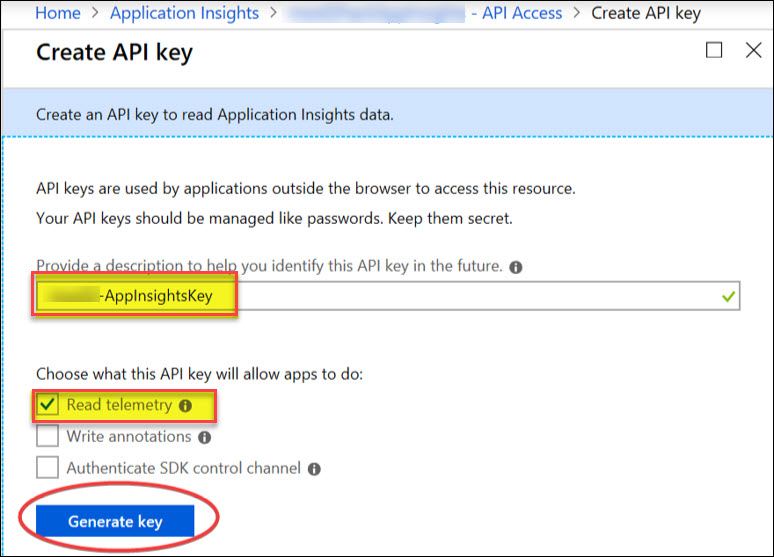 Home > Application Insights > - API Access > Create API key
Create API key
Create an API key to read Application Insights data.
API keys are used by applications outside the browser to access this resource.
Your API keys should be managed like passwords. Keep them secret.
Provide a description to help you identify this API key in the future.
-AppInsightsKey
Choose what this API key will allow apps to do:
Read telemetry
Write annotations
Authenticate SDK control channel
Generate key